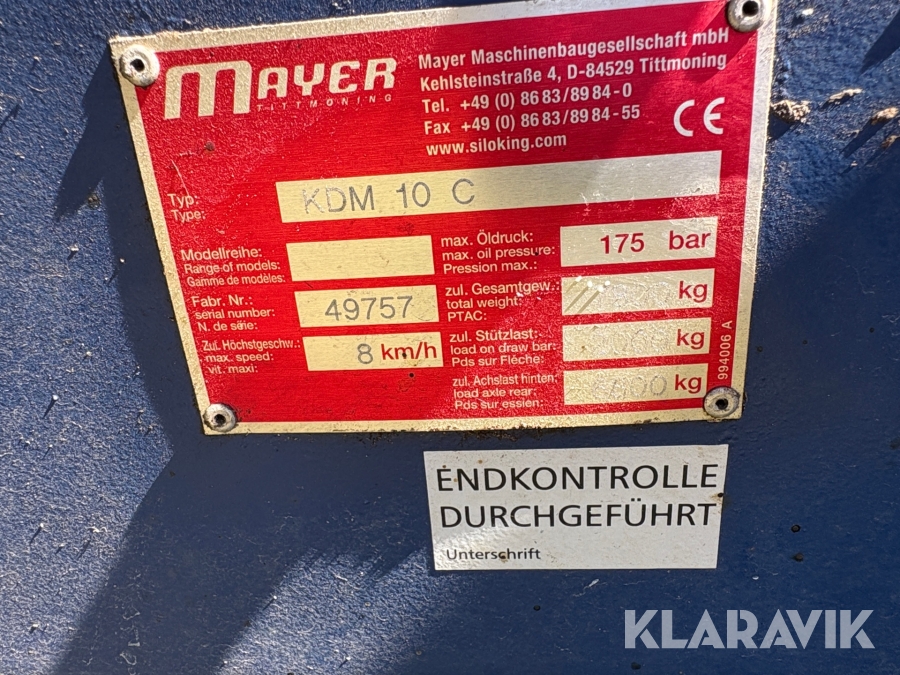 MAYER
TITTMONING
Mayer Maschinenbaugesellschaft mbH
Kehlsteinstraße 4, D-84529 Tittmoning
Tel. +49 (0) 86 83/89 84-0
Fax +49 (0) 86 83/89 84-55
www.siloking.com
CE
Typ:
Type:
KDM 10 C
Modellreihe:
Range of models:
Gamme de modèles:
Fabr. Nr.:
serial number:
N. de série:
49757
Zul. Höchstgeschw.:
max. speed:
vit. maxi:
8 km/h
max. Öldruck:
max. oil pressure:
Pression max.:
175 bar
zul. Gesamtgew.:
total weight:
PTAC:
kg
zul. Stützlast:
load on draw bar:
Pds sur Flèche:
kg
zul. Achslast hinten:
load axle rear:
Pds sur essien:
kg
994006 A
ENDKONTROLLE
DURCHGEFÜHRT
Unterschrift
KLARAVIK